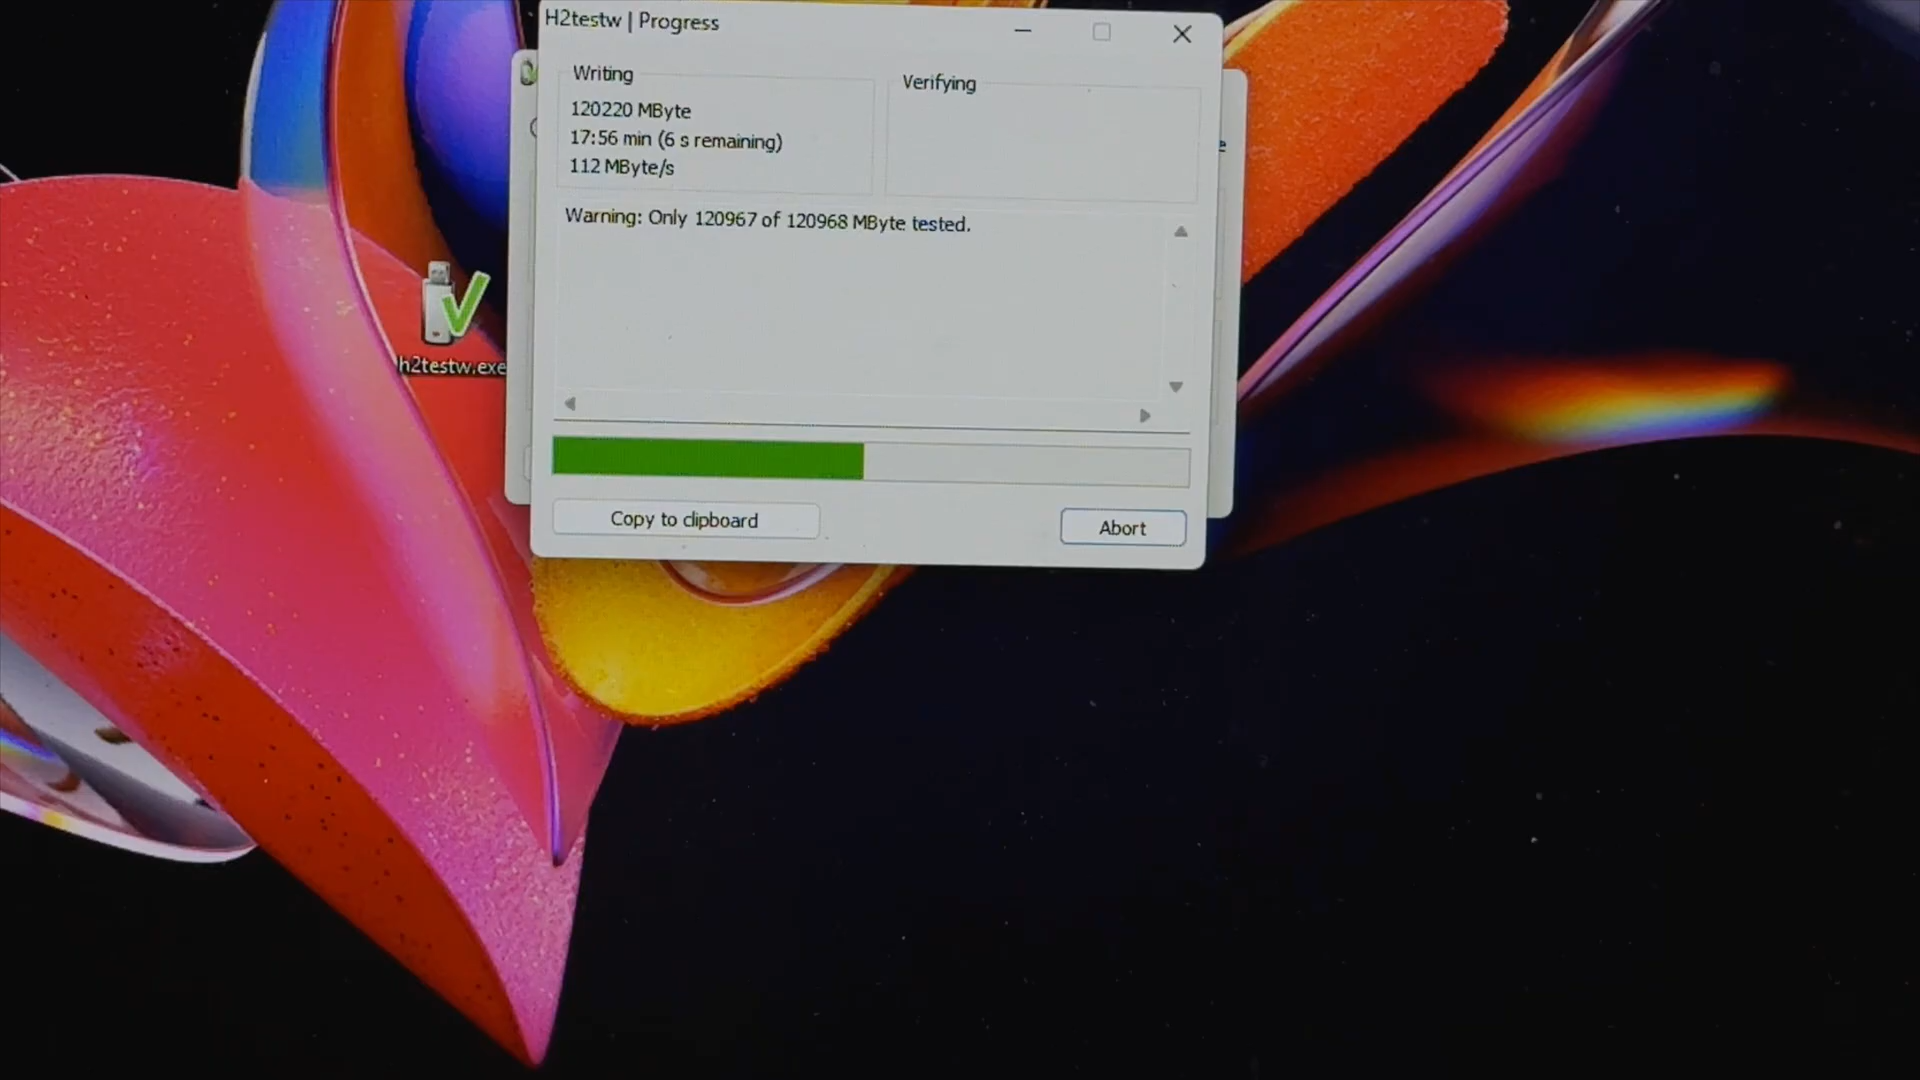 H2testw | Progress
Writing
120220 MByte
17:56 min (6 s remaining)
112 MByte/s
Verifying
Warning: Only 120967 of 120968 MByte tested.
Copy to clipboard
Abort
h2testw.exe